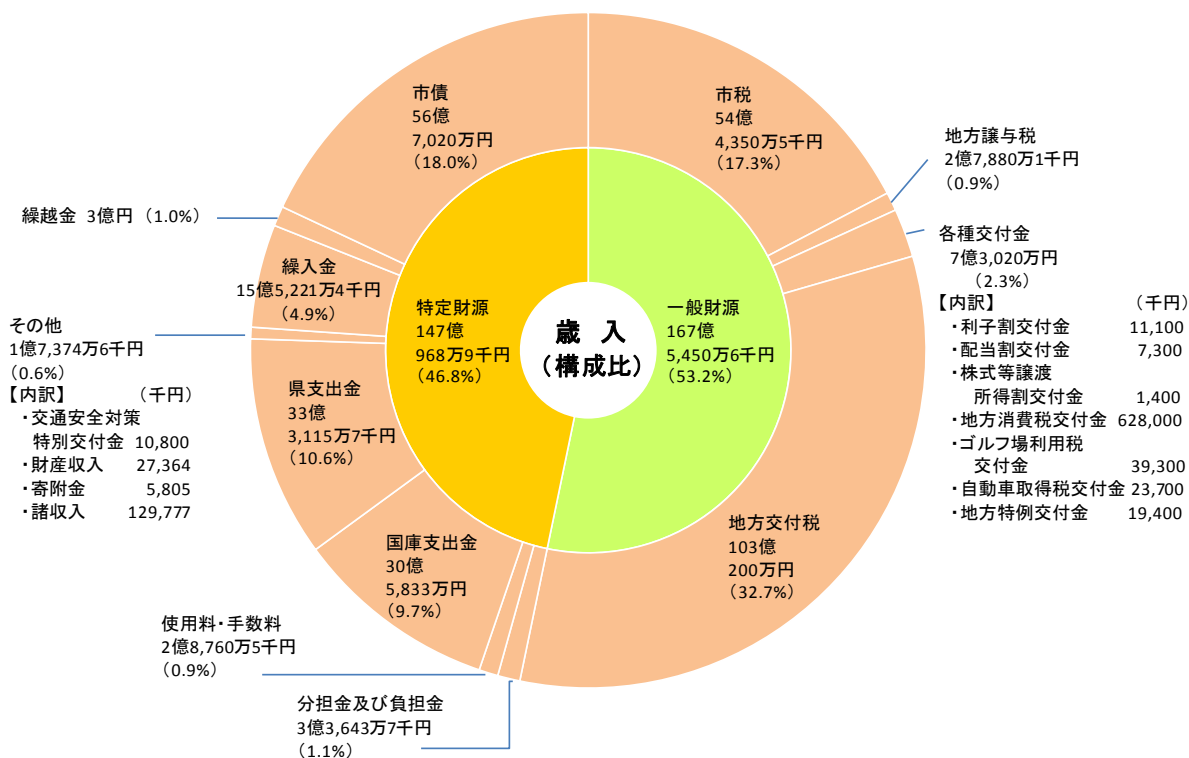 市債
56億
7,020万円
(18.0%)
市税
54億
4,350万5千円
(17.3%)
地方譲与税
2億7,880万1千円
(0.9%)
繰越金 3億円 (1.0%)
各種交付金
7億3,020万円
(2.3%)
【内訳】 (千円)
・利子割交付金 11,100
・配当割交付金 7,300
・株式等譲渡
所得割交付金 1,400
・地方消費税交付金 628,000
・ゴルフ場利用税
交付金 39,300
・自動車取得税交付金 23,700
・地方特例交付金 19,400
繰入金
15億5,221万4千円
(4.9%)
特定財源
147億
968万9千円
(46.8%)
歳 入
(構成比)
一般財源
167億
5,450万6千円
(53.2%)
その他
1億7,374万6千円
(0.6%)
【内訳】 (千円)
・交通安全対策
特別交付金 10,800
・財産収入 27,364
・寄附金 5,805
・諸収入 129,777
県支出金
33億
3,115万7千円
(10.6%)
地方交付税
103億
200万円
(32.7%)
国庫支出金
30億
5,833万円
(9.7%)
使用料・手数料
2億8,760万5千円
(0.9%)
分担金及び負担金
3億3,643万7千円
(1.1%)